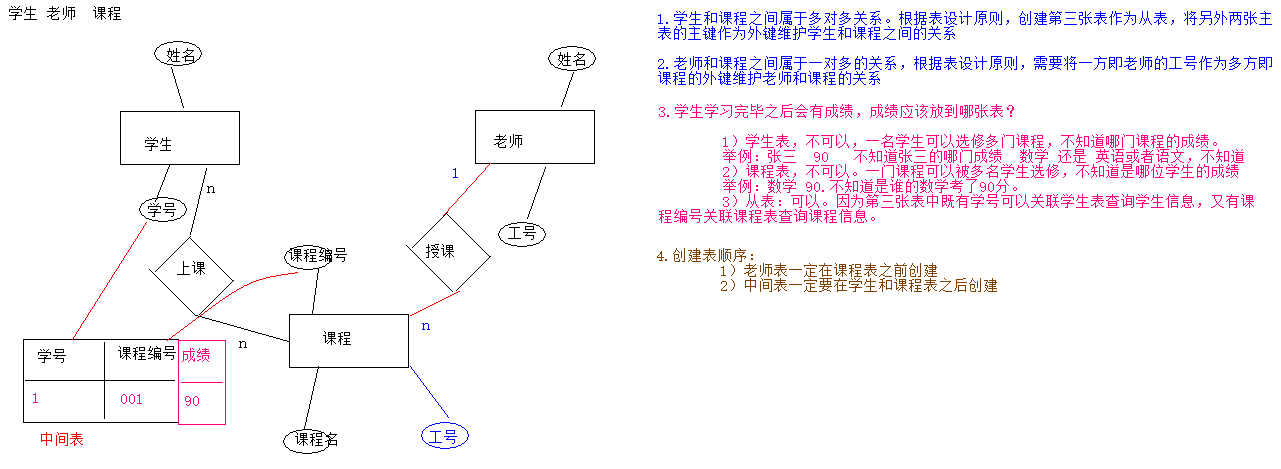 学生 老师 课程
姓名
姓名
学生
老师
n
1
学号
工号
上课
授课
课程编号
n
课程
n
学号
课程编号
成绩
1
001
90
中间表
课程名
工号
1.学生和课程之间属于多对多关系。根据表设计原则，创建第三张表作为从表，将另外两张主
表的主键作为外键维护学生和课程之间的关系
2.老师和课程之间属于一对多的关系，根据表设计原则，需要将一方即老师的工号作为多方即
课程的外键维护老师和课程的关系
3.学生学习完毕之后会有成绩，成绩应该放到哪张表？
1）学生表，不可以，一名学生可以选修多门课程，不知道哪门课程的成绩。
举例：张三 90 不知道张三的哪门成绩 数学 还是 英语或者语文，不知道
2）课程表，不可以。一门课程可以被多名学生选修，不知道是哪位学生的成绩
举例：数学 90.不知道是谁的数学考了90分。
3）从表：可以。因为第三张表中既有学号可以关联学生表查询学生信息，又有课
程编号关联课程表查询课程信息。
4.创建表顺序：
1）老师表一定在课程表之前创建
2）中间表一定要在学生和课程表之后创建